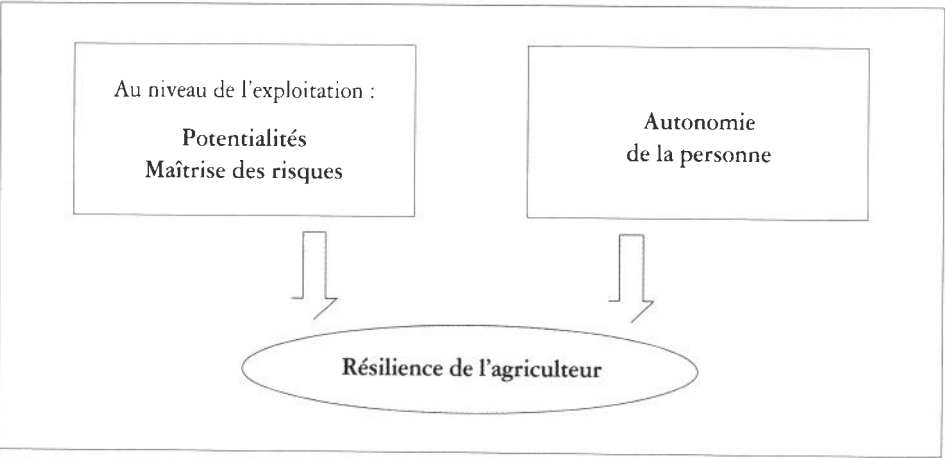 Au niveau de l'exploitation :
Potentialités
Maîtrise des risques
Autonomie
de la personne
Résilience de l'agriculteur